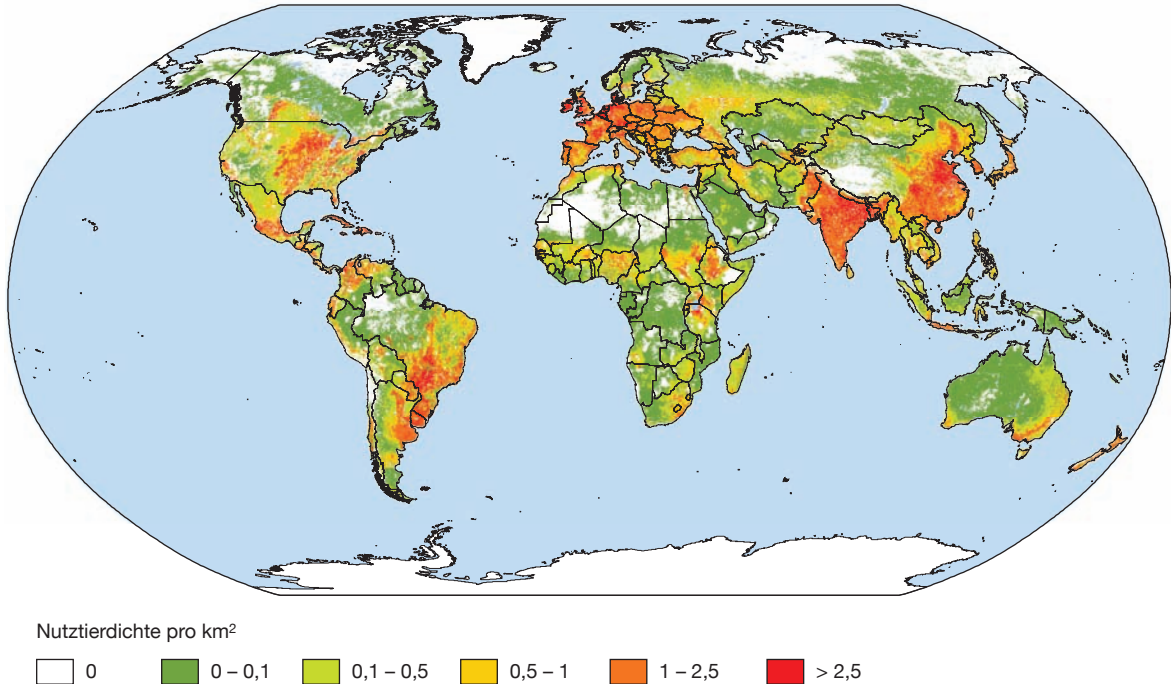 Nutztierdichte pro km²
0 0 – 0,1 0,1 – 0,5 0,5 – 1 1 – 2,5 > 2,5